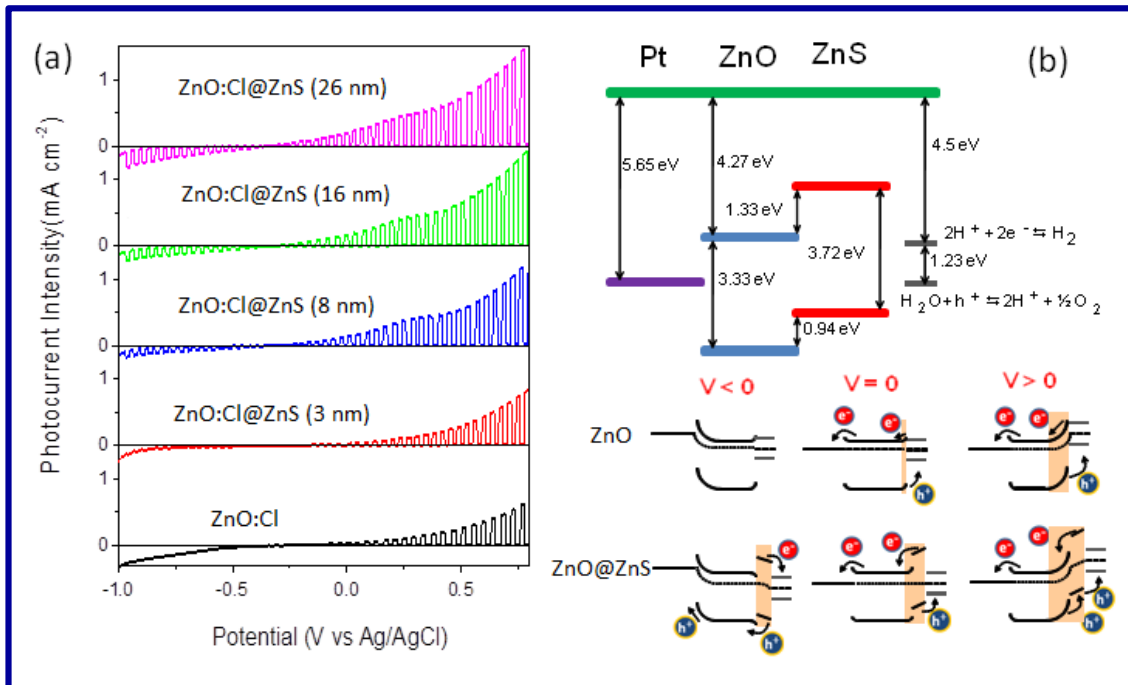 (a)
ZnO:Cl@ZnS (26 nm)
ZnO:Cl@ZnS (16 nm)
ZnO:Cl@ZnS (8 nm)
ZnO:Cl@ZnS (3 nm)
ZnO:Cl
1
0
1
0
1
0
1
0
1
0
Photocurrent Intensity(mA cm⁻²)
-1.0 -0.5 0.0 0.5
Potential (V vs Ag/AgCl)
(b)
Pt ZnO ZnS
5.65 eV
4.27 eV
4.5 eV
1.33 eV
2H⁺ + 2e⁻ ⇆ H₂
3.72 eV
1.23 eV
3.33 eV
H₂O + h⁺ ⇆ 2H⁺ + ½O₂
0.94 eV
V < 0 V = 0 V > 0
ZnO
e⁻ e⁻ e⁻ e⁻
h⁺ h⁺
ZnO@ZnS
e⁻ e⁻ e⁻ e⁻ e⁻
h⁺ h⁺ h⁺ h⁺ h⁺